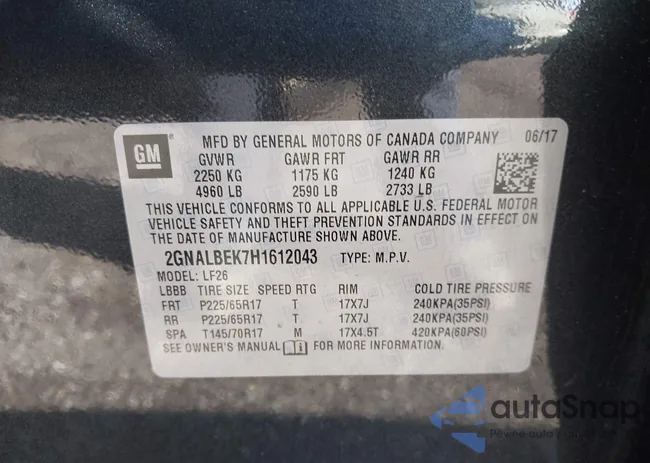 GM MFD BY GENERAL MOTORS OF CANADA COMPANY 06/17
GVWR GAWR FRT GAWR RR
2250 KG 1175 KG 1240 KG
4960 LB 2590 LB 2733 LB
THIS VEHICLE CONFORMS TO ALL APPLICABLE U.S. FEDERAL MOTOR
VEHICLE SAFETY AND THEFT PREVENTION STANDARDS IN EFFECT ON
THE DATE OF MANUFACTURE SHOWN ABOVE.
2GNALBEK7H1612043 TYPE: M.P.V.
MODEL: LF26
LBBB TIRE SIZE SPEED RTG RIM COLD TIRE PRESSURE
FRT P225/65R17 T 17X7J 240KPA(35PSI)
RR P225/65R17 T 17X7J 240KPA(35PSI)
SPA T145/70R17 M 17X4.5T 420KPA(60PSI)
SEE OWNER'S MANUAL FOR MORE INFORMATION.
autoSnap
Pewne auto